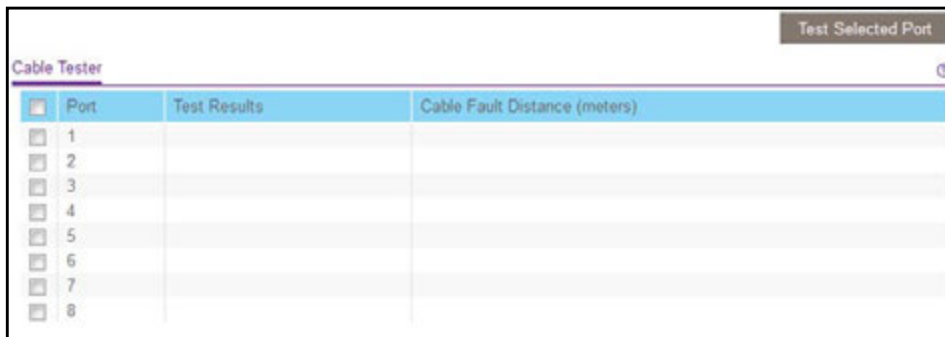 Test Selected Port
Cable Tester
Port Test Results Cable Fault Distance (meters)
1
2
3
4
5
6
7
8